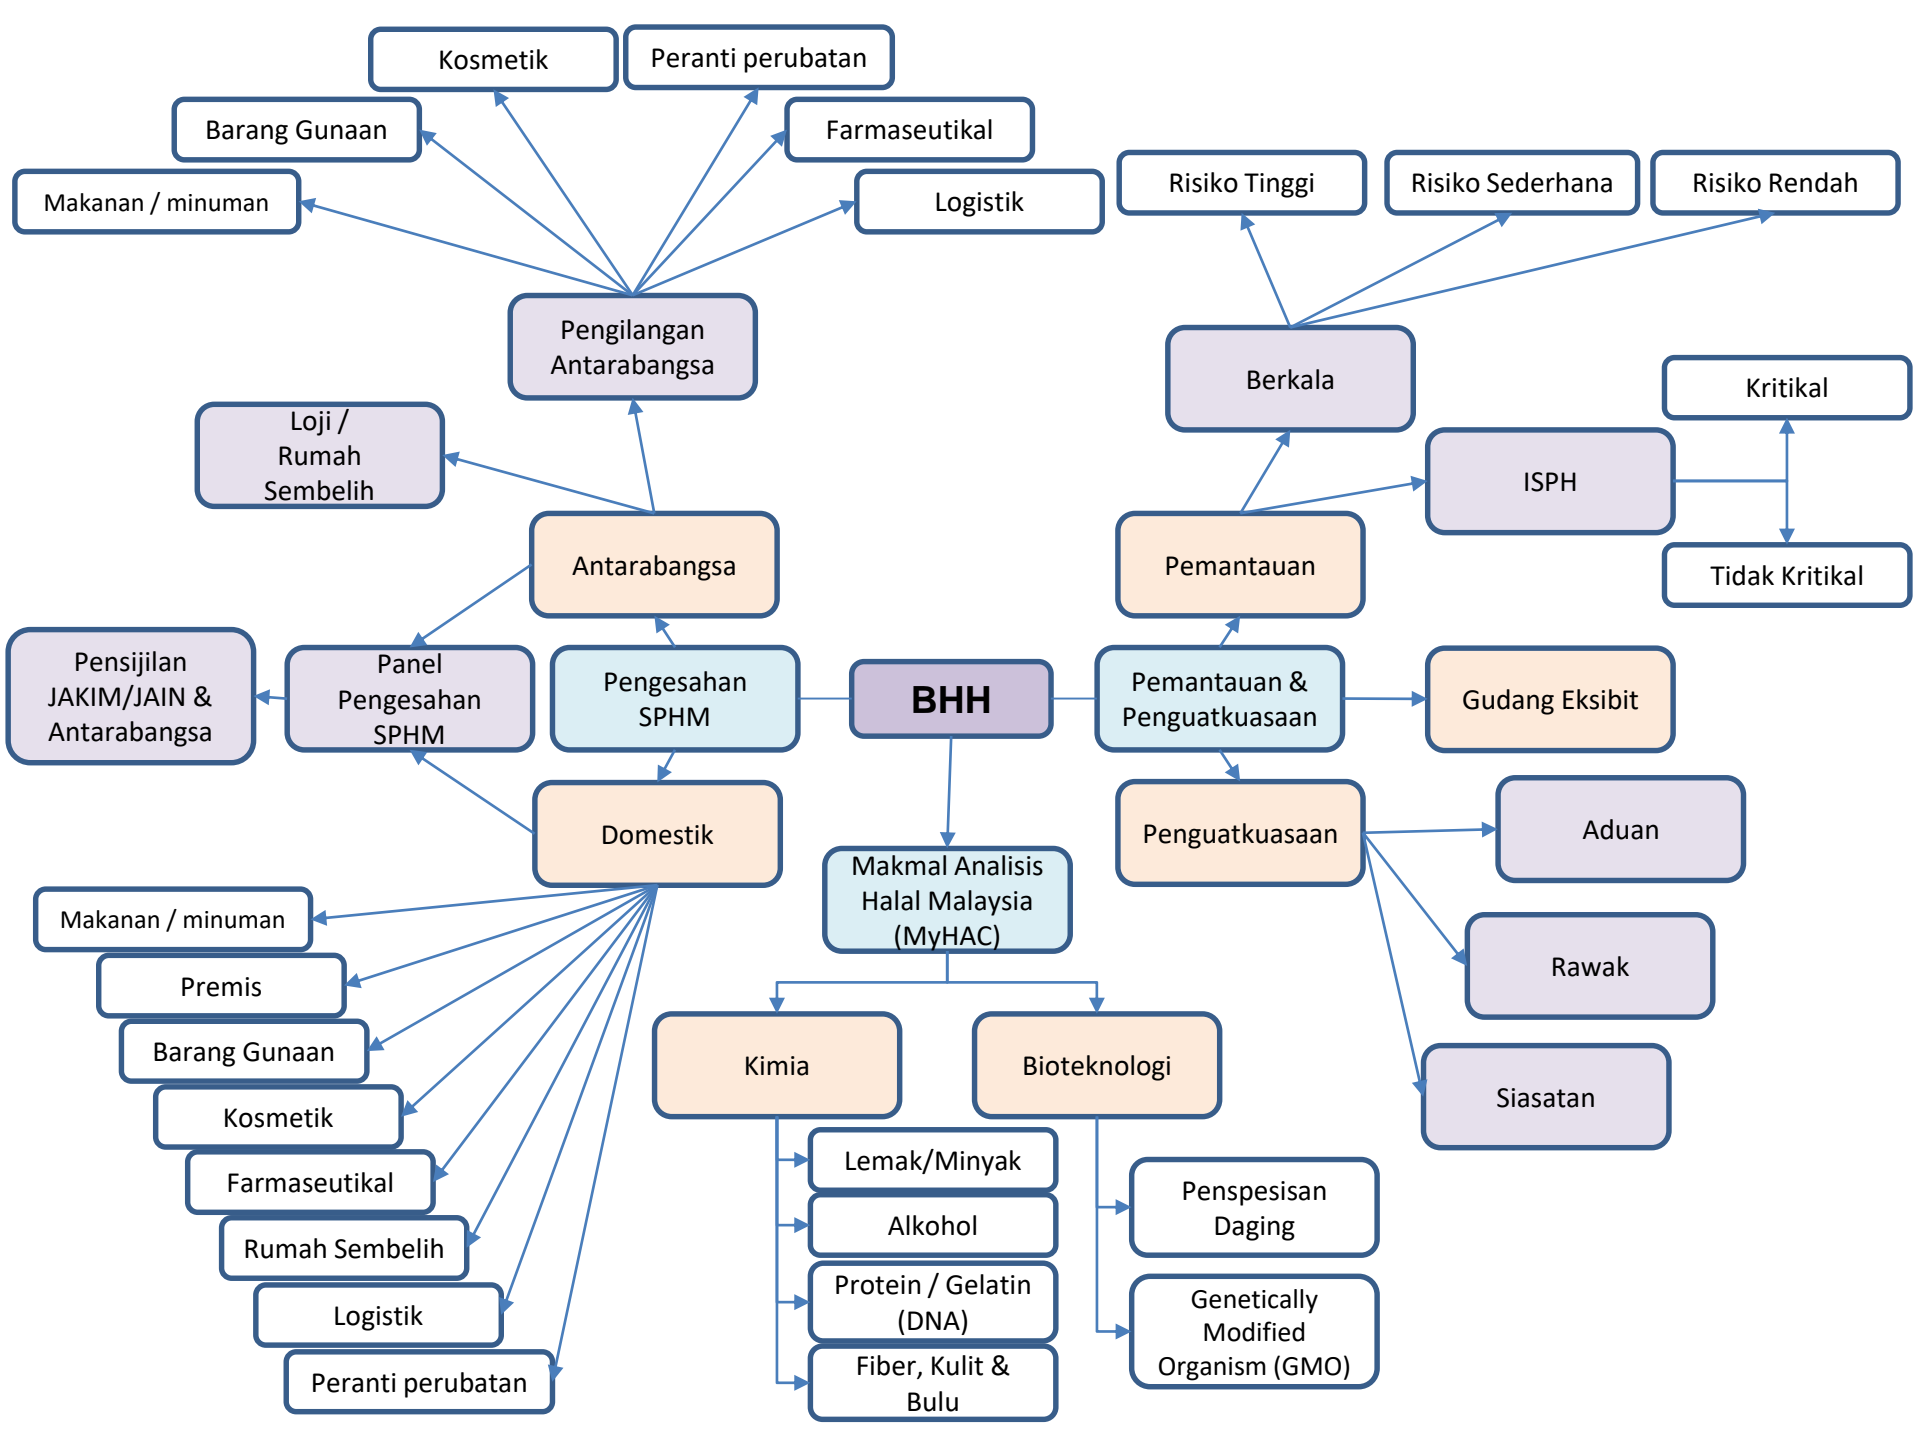 Kosmetik
Peranti perubatan
Barang Gunaan
Farmaseutikal
Makanan / minuman
Logistik
Risiko Tinggi
Risiko Sederhana
Risiko Rendah
Pengilangan
Antarabangsa
Berkala
Kritikal
Loji /
Rumah
Sembelih
ISPH
Antarabangsa
Pemantauan
Tidak Kritikal
Pensijilan
JAKIM/JAIN &
Antarabangsa
Panel
Pengesahan
SPHM
Pengesahan
SPHM
BHH
Pemantauan &
Penguatkuasaan
Gudang Eksibit
Domestik
Makmal Analisis
Halal Malaysia
(MyHAC)
Penguatkuasaan
Aduan
Rawak
Siasatan
Makanan / minuman
Premis
Barang Gunaan
Kosmetik
Farmaseutikal
Rumah Sembelih
Logistik
Peranti perubatan
Kimia
Bioteknologi
Lemak/Minyak
Alkohol
Protein / Gelatin
(DNA)
Fiber, Kulit &
Bulu
Penspesisan
Daging
Genetically
Modified
Organism (GMO)